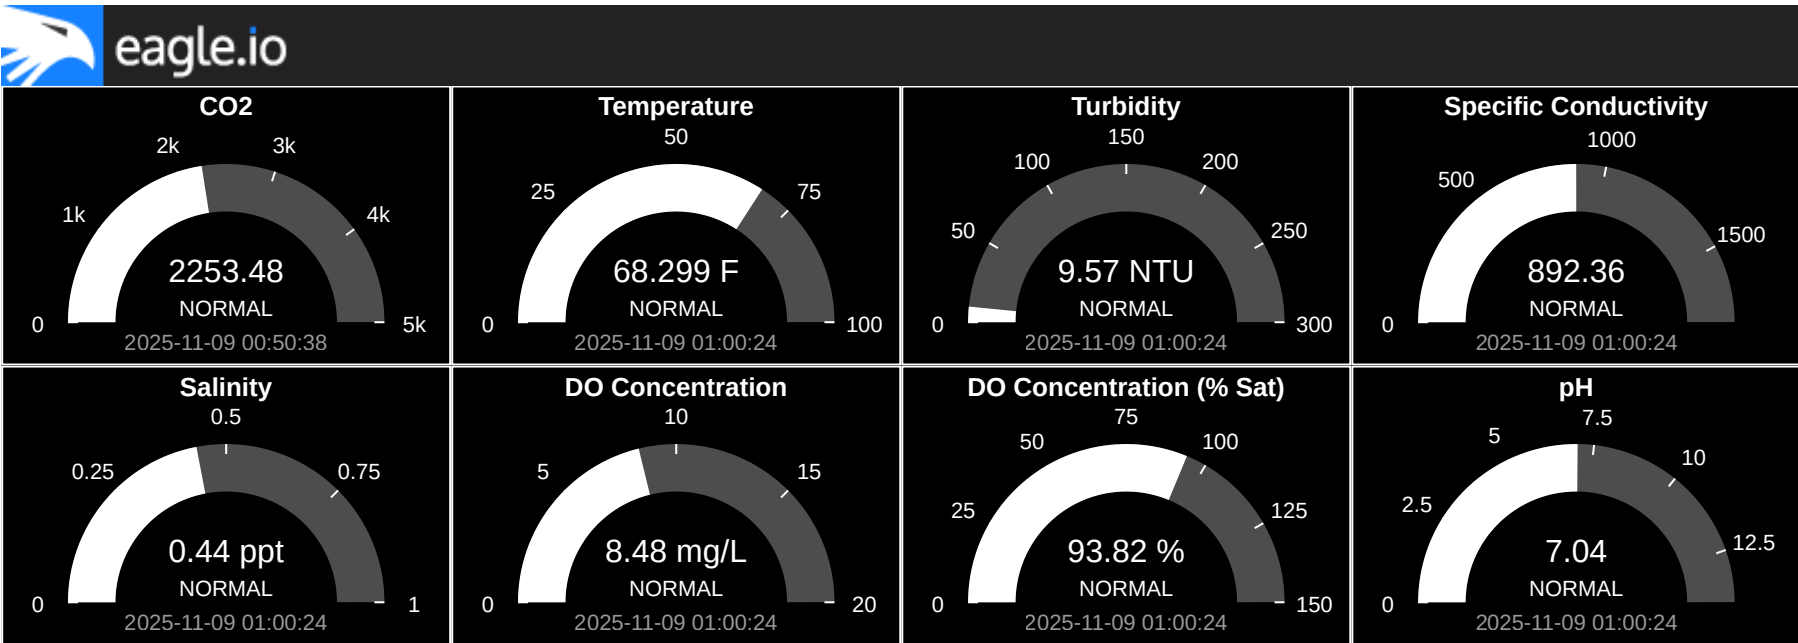 eagle.io
CO2
2k
3k
1k
4k
0
5k
2253.48
NORMAL
2025-11-09 00:50:38
Temperature
50
25
75
0
100
68.299 F
NORMAL
2025-11-09 01:00:24
Turbidity
150
100
200
50
250
0
300
9.57 NTU
NORMAL
2025-11-09 01:00:24
Specific Conductivity
1000
500
1500
0
892.36
NORMAL
2025-11-09 01:00:24
Salinity
0.5
0.25
0.75
0
1
0.44 ppt
NORMAL
2025-11-09 01:00:24
DO Concentration
10
5
15
0
20
8.48 mg/L
NORMAL
2025-11-09 01:00:24
DO Concentration (% Sat)
75
50
100
25
125
0
150
93.82 %
NORMAL
2025-11-09 01:00:24
pH
7.5
5
10
2.5
12.5
0
7.04
NORMAL
2025-11-09 01:00:24